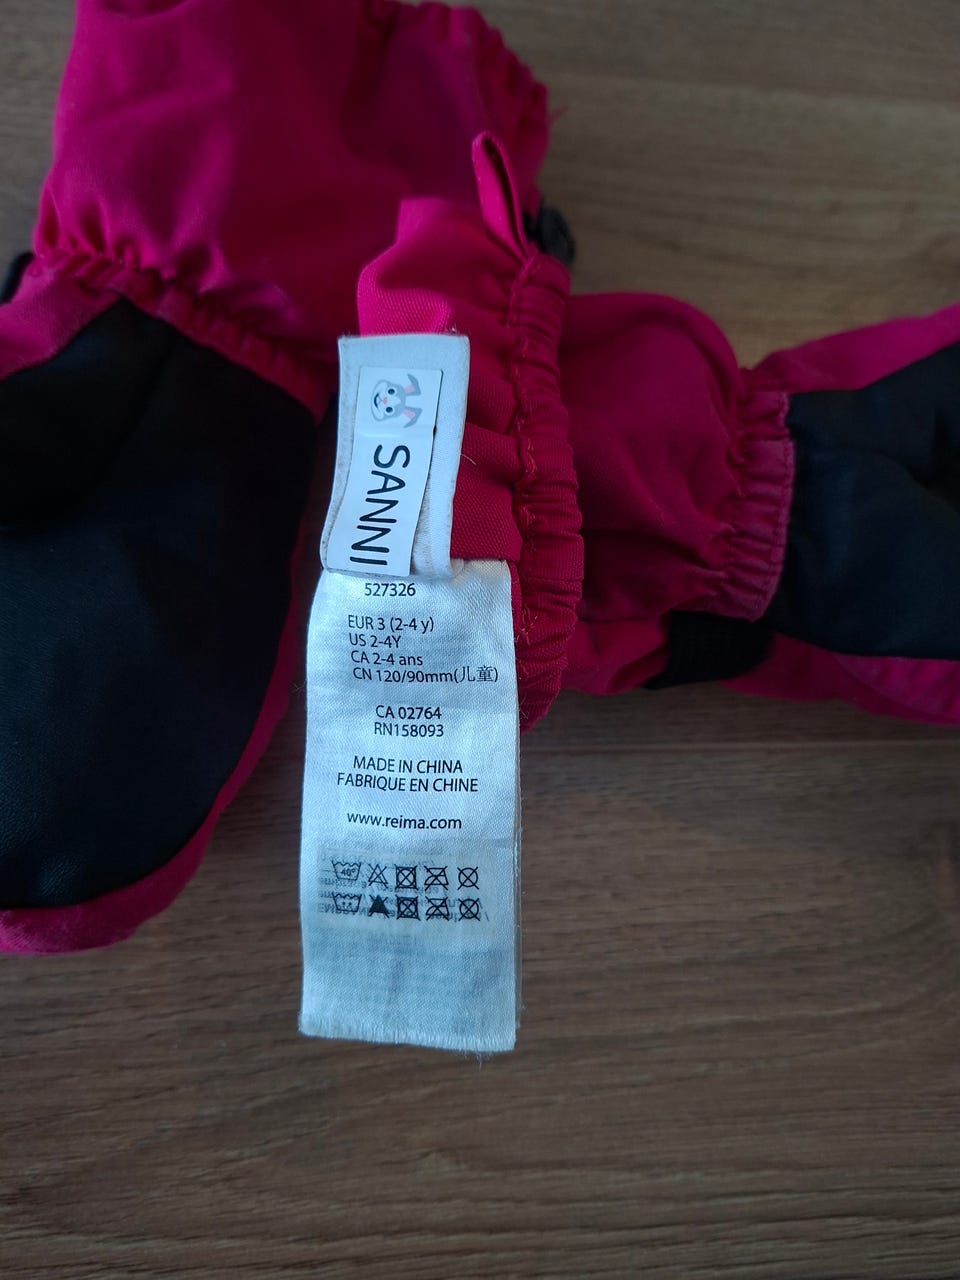 SANNI
527326
EUR 3 (2-4 y)
US 2-4Y
CA 2-4 ans
CN 120/90mm(儿童)
CA 02764
RN158093
MADE IN CHINA
FABRIQUE EN CHINE
www.reima.com
40°